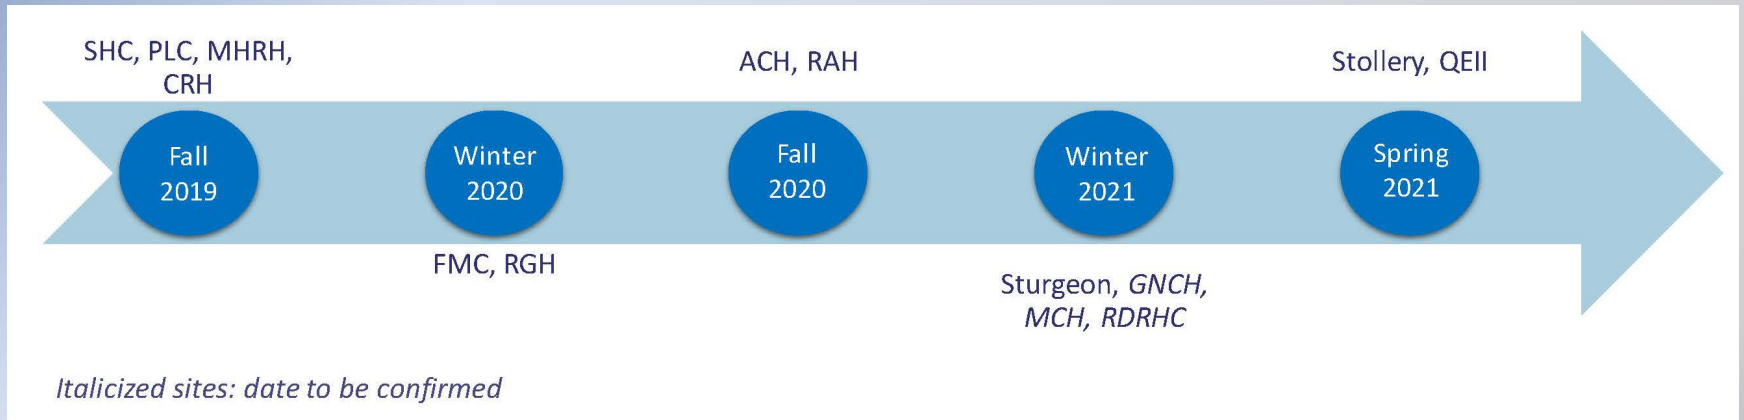 SHC, PLC, MHRH,
CRH
Fall
2019
Winter
2020
FMC, RGH
ACH, RAH
Fall
2020
Winter
2021
Sturgeon, GNCH,
MCH, RDRHC
Stollery, QEII
Spring
2021
Italicized sites: date to be confirmed